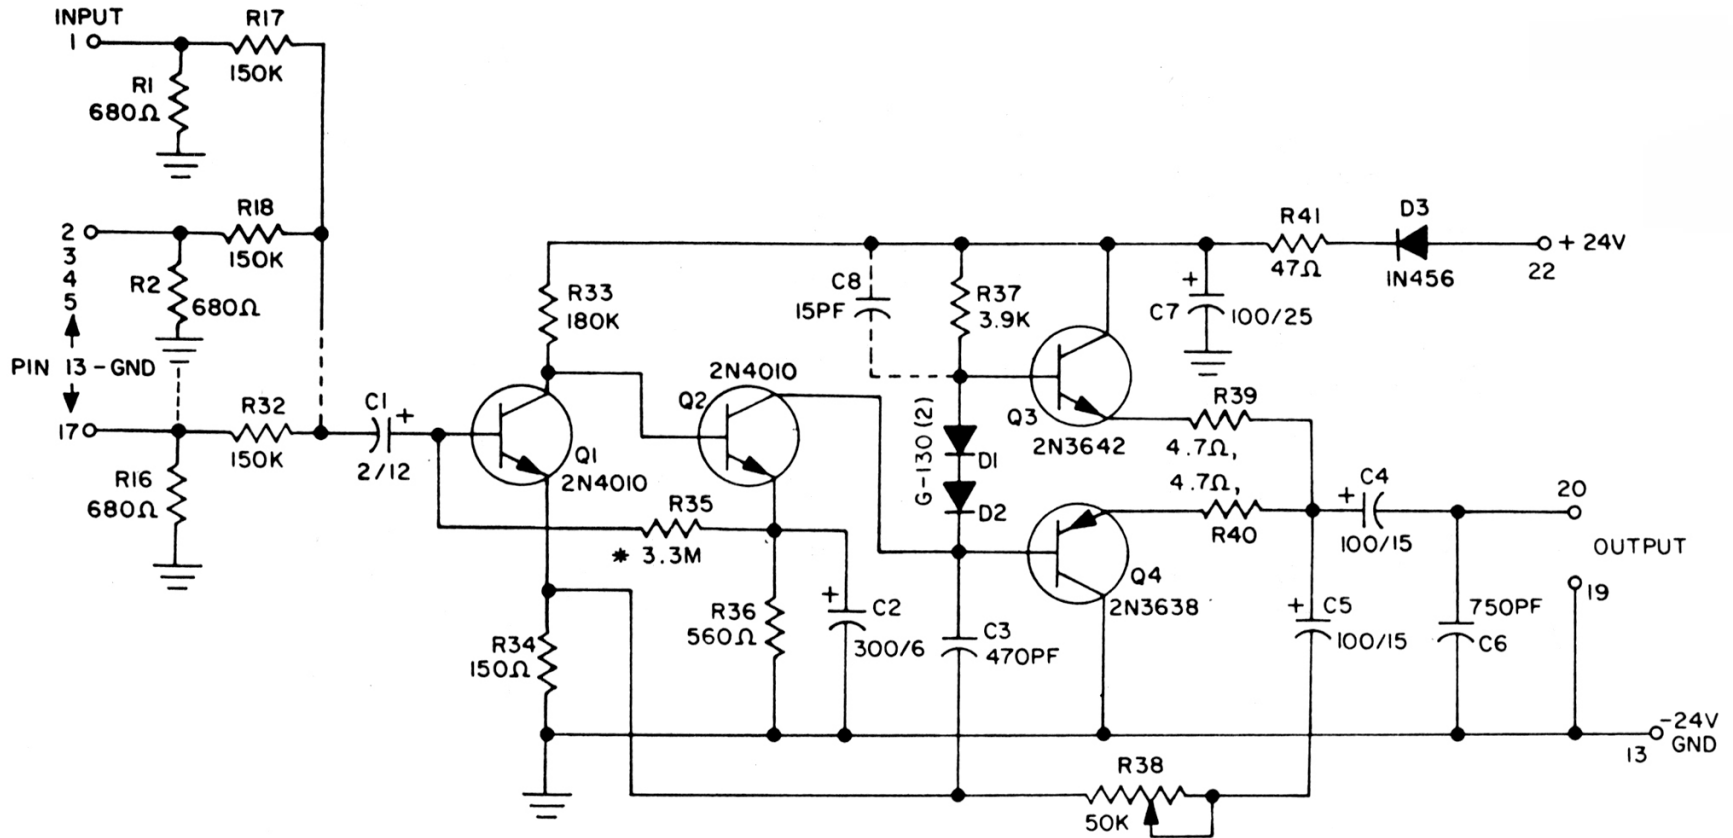 INPUT
1
R17
150K
R1
680Ω
2
3
4
5
R18
150K
R2
680Ω
PIN 13-GND
17
R32
150K
R16
680Ω
C1
+
2/12
R33
180K
Q1
2N4010
2N4010
Q2
R35
* 3.3M
R34
150Ω
R36
560Ω
+
C2
300/6
C8
15PF
R37
3.9K
G-130 (2)
D1
D2
C3
470PF
Q3
2N3642
Q4
2N3638
R39
4.7Ω,
4.7Ω,
R40
+
C7
100/25
R41
47Ω
D3
1N456
+ 24V
22
+
C4
100/15
+
C5
100/15
750PF
C6
20
OUTPUT
19
-24V
GND
13
R38
50K